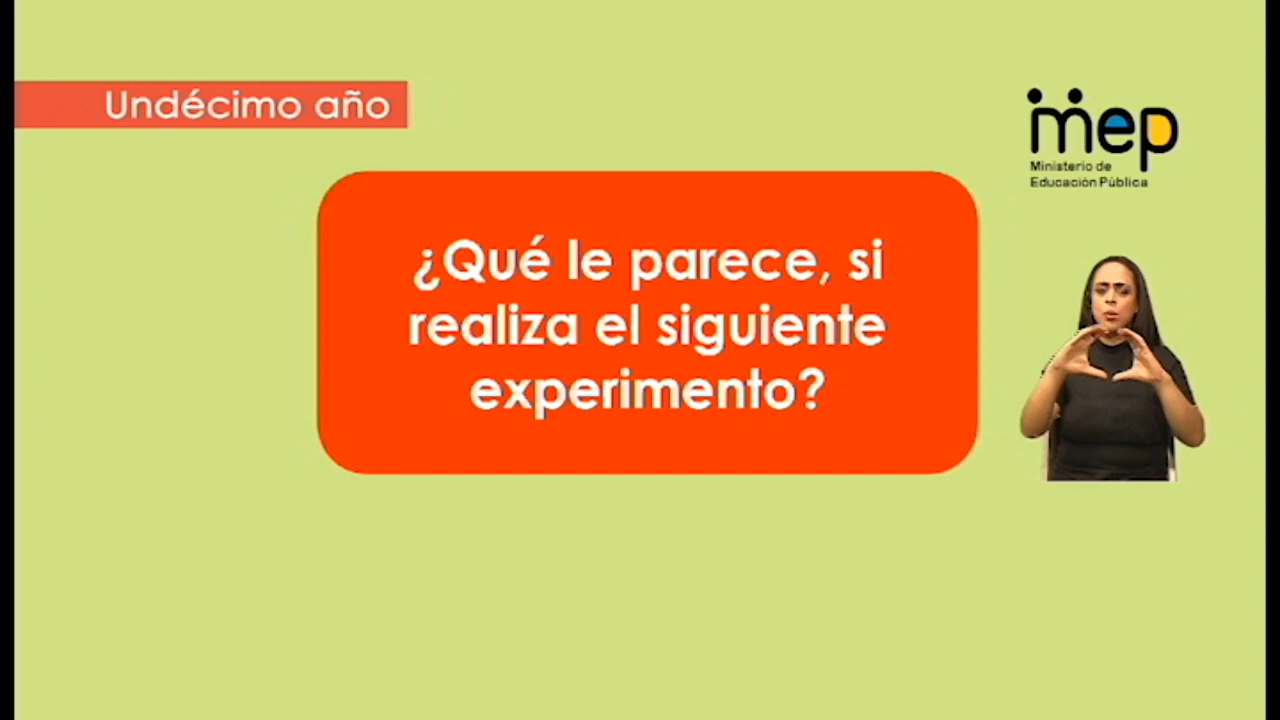 Undécimo año
mep
Ministerio de
Educación Pública
¿Qué le parece, si
realiza el siguiente
experimento?